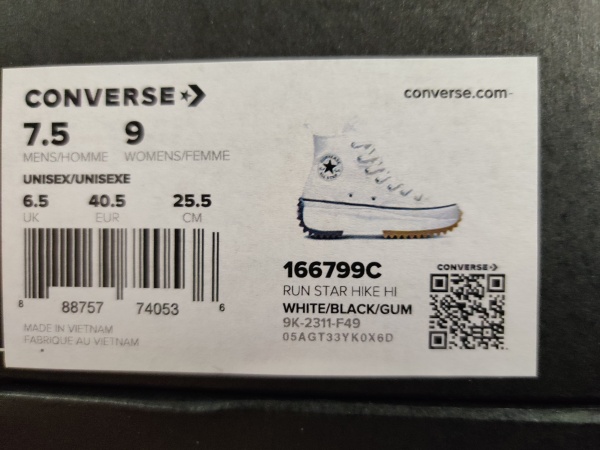 CONVERSE
converse.com
7.5 9
MENS/HOMME WOMENS/FEMME
UNISEX/UNISEXE
6.5 40.5 25.5
UK EUR CM
8 88757 74053 6
MADE IN VIETNAM
FABRIQUE AU VIETNAM
166799C
RUN STAR HIKE HI
WHITE/BLACK/GUM
9K-2311-F49
05AGT33YK0X6D
CONVERSE